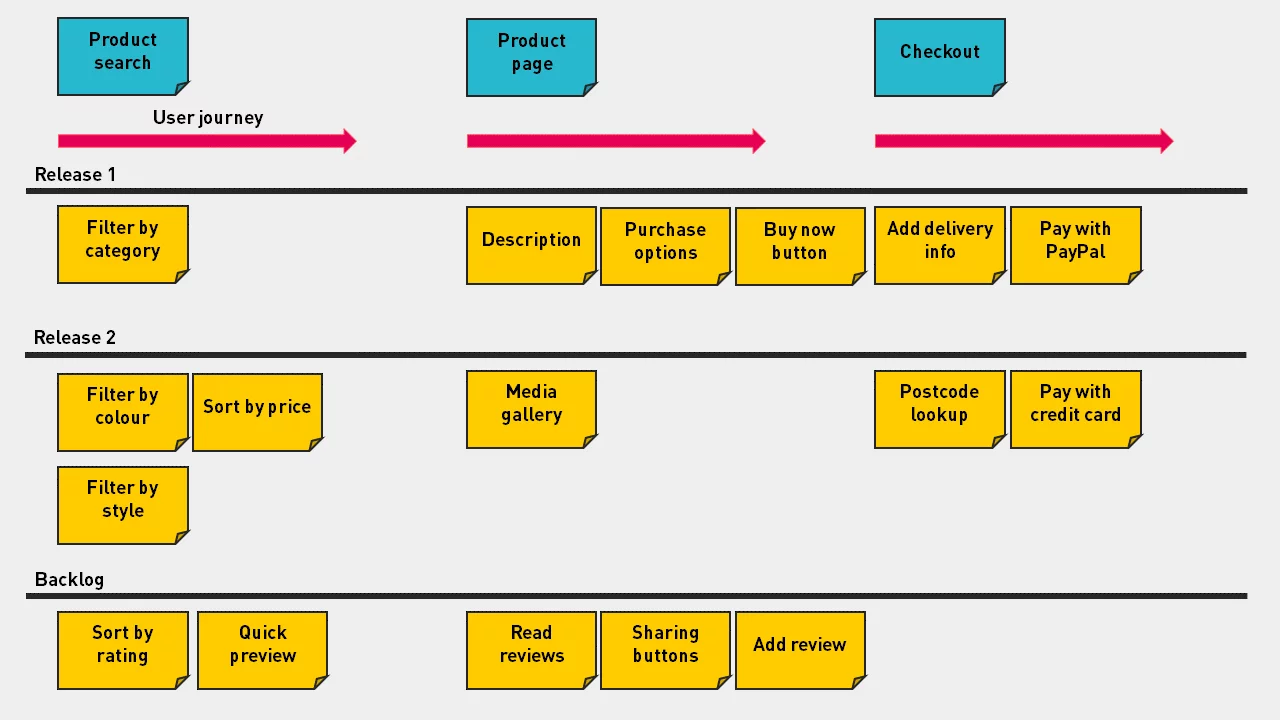 Product
search
Product
page
Checkout
User journey
Release 1
Filter by
category
Description
Purchase
options
Buy now
button
Add delivery
info
Pay with
PayPal
Release 2
Filter by
colour
Sort by price
Media
gallery
Postcode
lookup
Pay with
credit card
Filter by
style
Backlog
Sort by
rating
Quick
preview
Read
reviews
Sharing
buttons
Add review